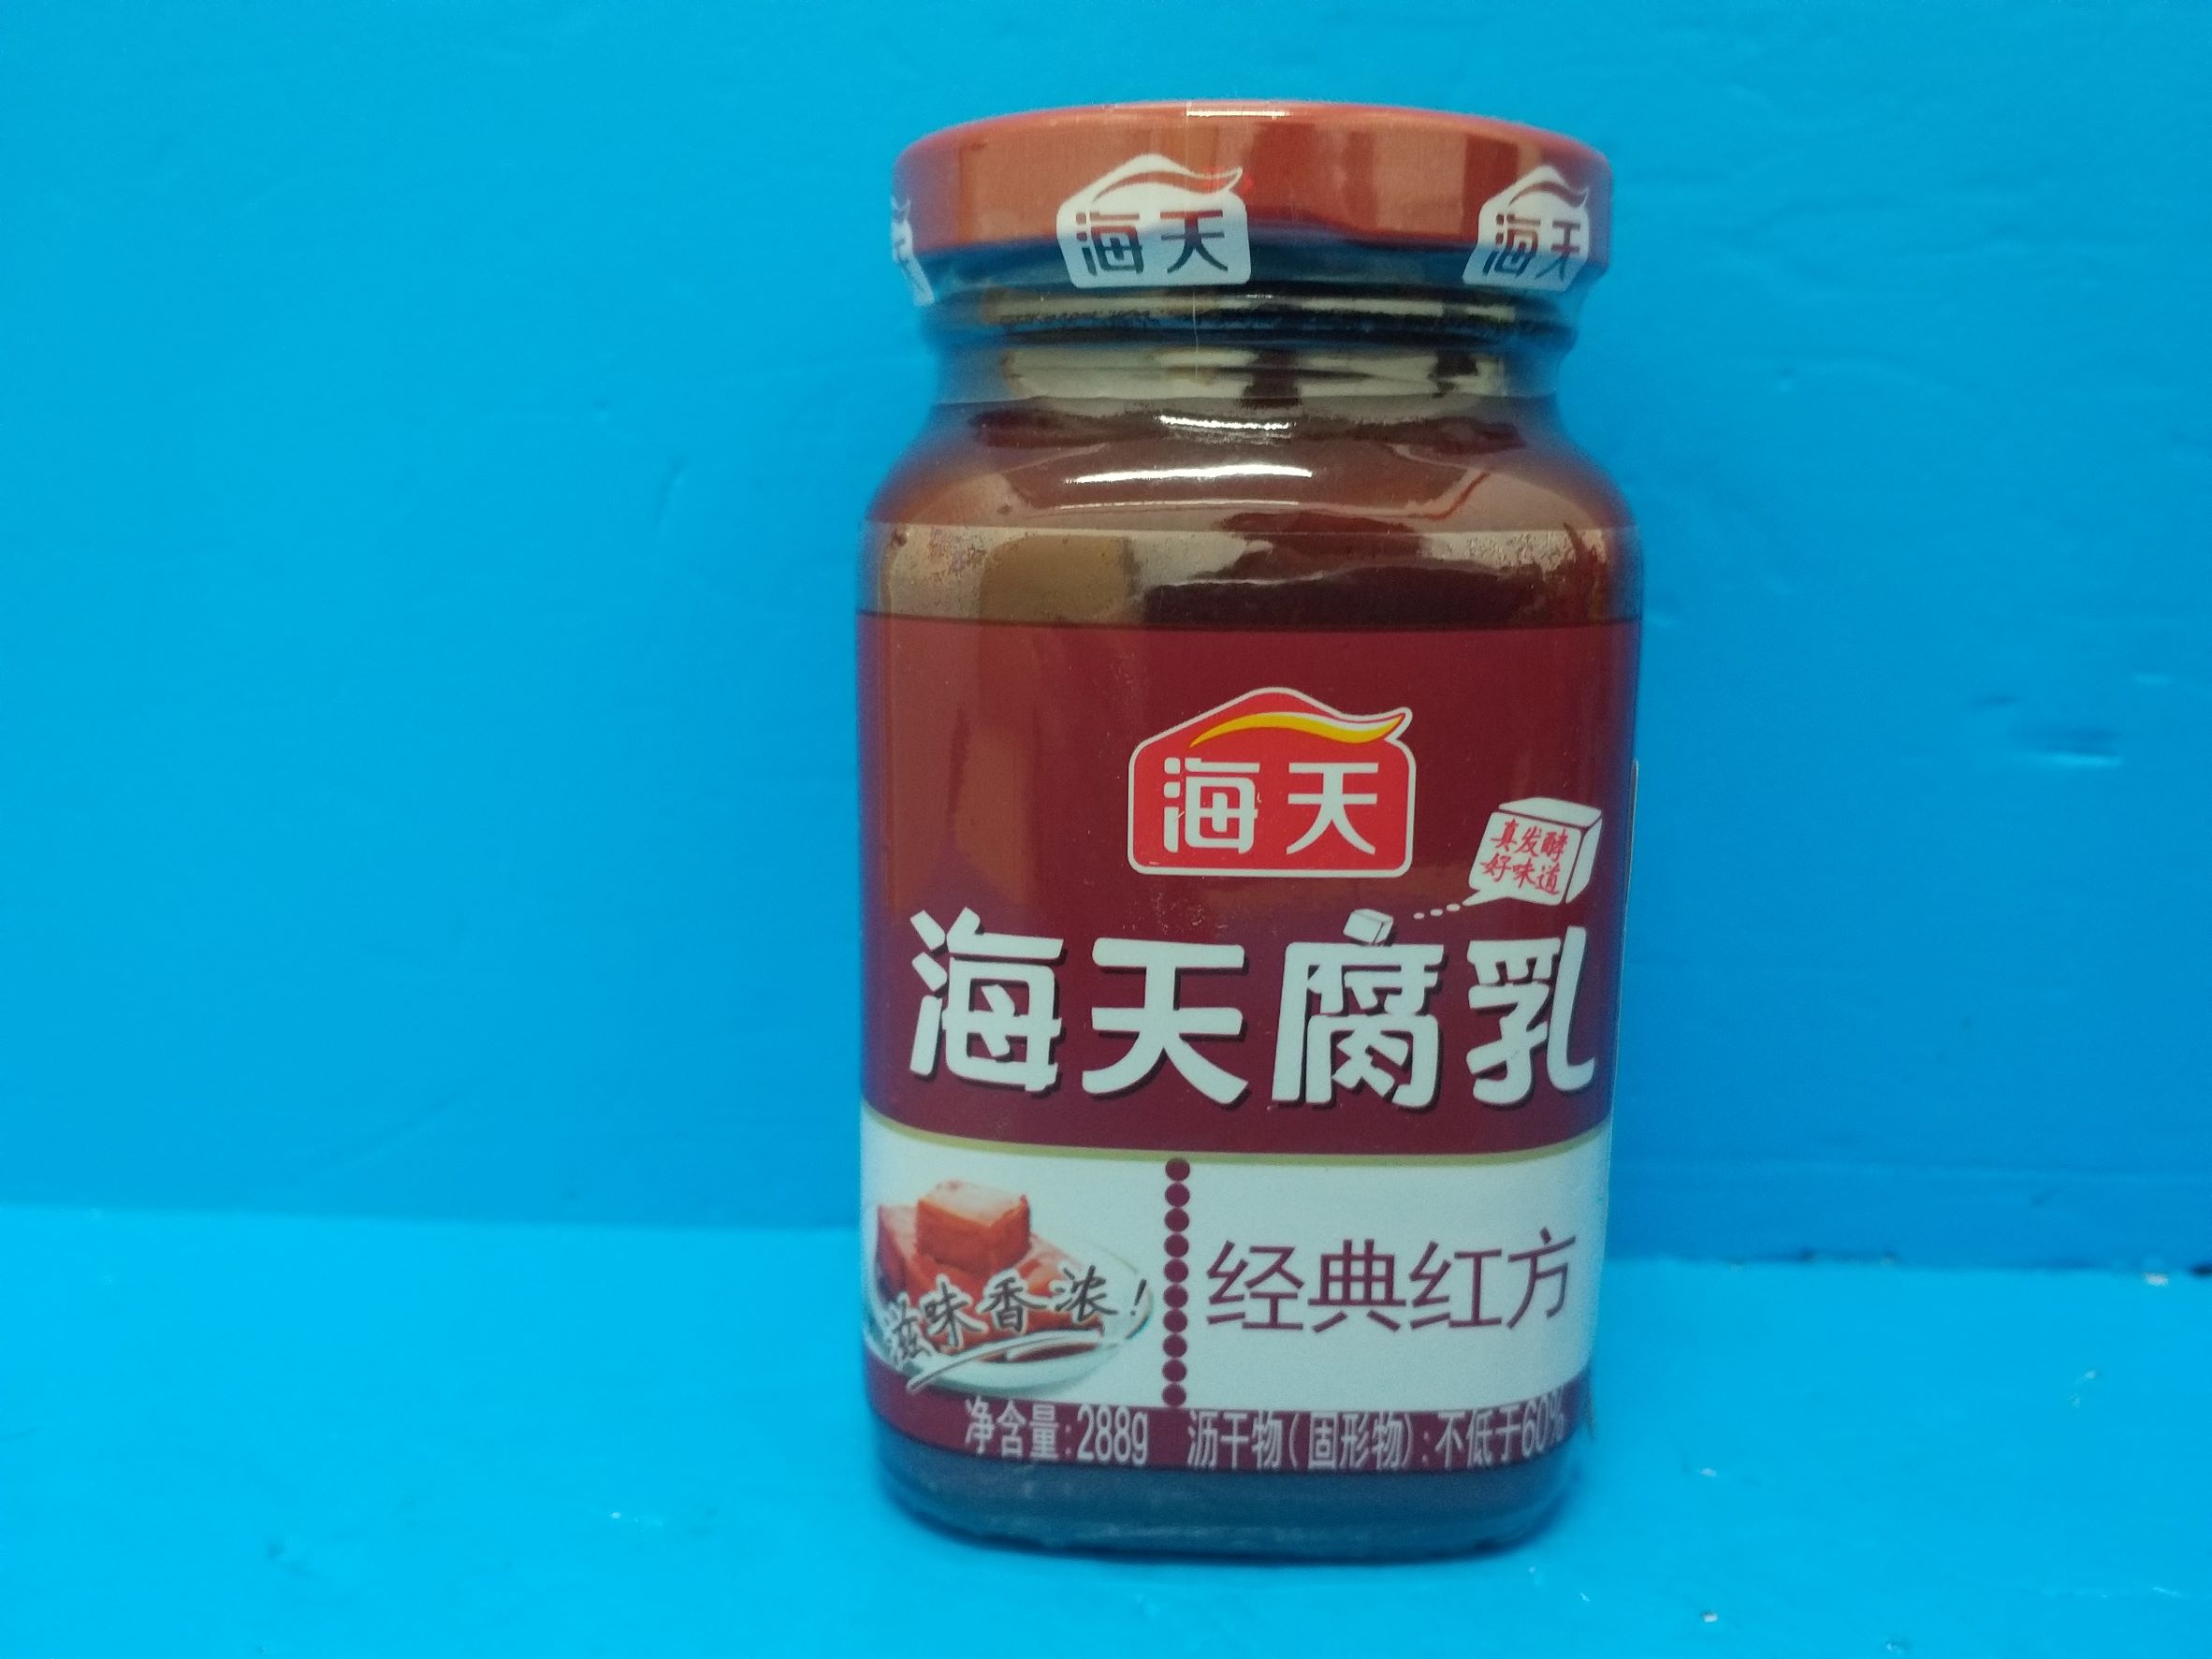 海天
海天
海天
真发酵
好味道
海天腐乳
滋味香浓!
经典红方
净含量:288g 沥干物(固形物):不低于60%